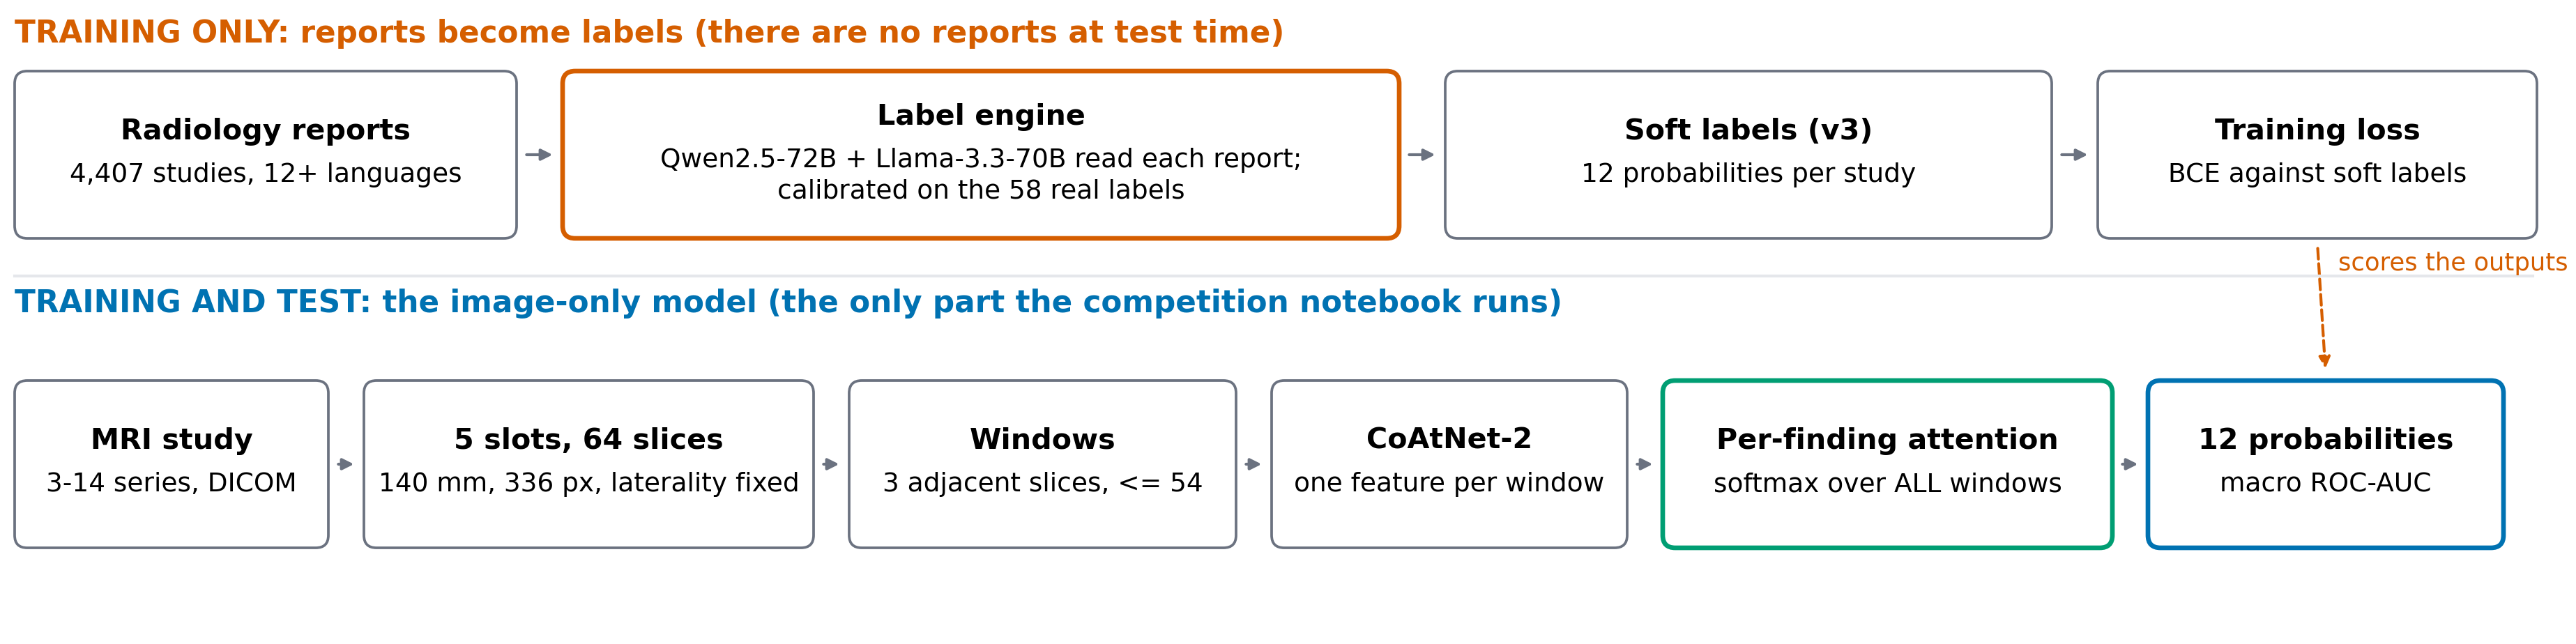 TRAINING ONLY: reports become labels (there are no reports at test time)
Radiology reports
4,407 studies, 12+ languages
Label engine
Qwen2.5-72B + Llama-3.3-70B read each report;
calibrated on the 58 real labels
Soft labels (v3)
12 probabilities per study
Training loss
BCE against soft labels
scores the outputs
TRAINING AND TEST: the image-only model (the only part the competition notebook runs)
MRI study
3-14 series, DICOM
5 slots, 64 slices
140 mm, 336 px, laterality fixed
Windows
3 adjacent slices, <= 54
CoAtNet-2
one feature per window
Per-finding attention
softmax over ALL windows
12 probabilities
macro ROC-AUC